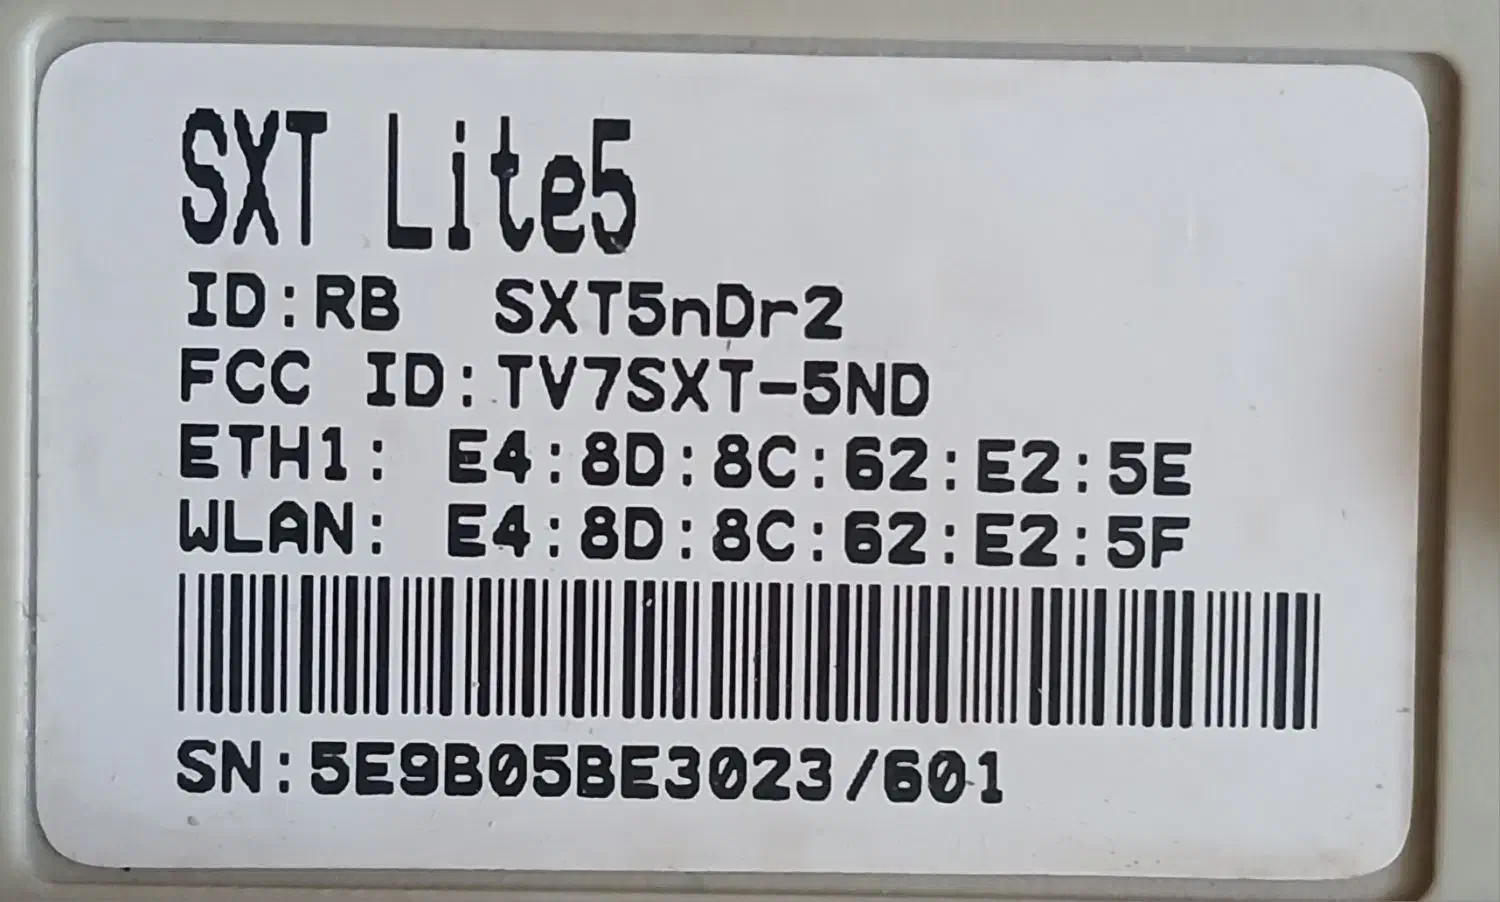 SXT Lite5
ID:RB SXT5nDr2
FCC ID:TV7SXT-5ND
ETH1: E4:8D:8C:62:E2:5E
WLAN: E4:8D:8C:62:E2:5F
SN:5E9B05BE3023/601